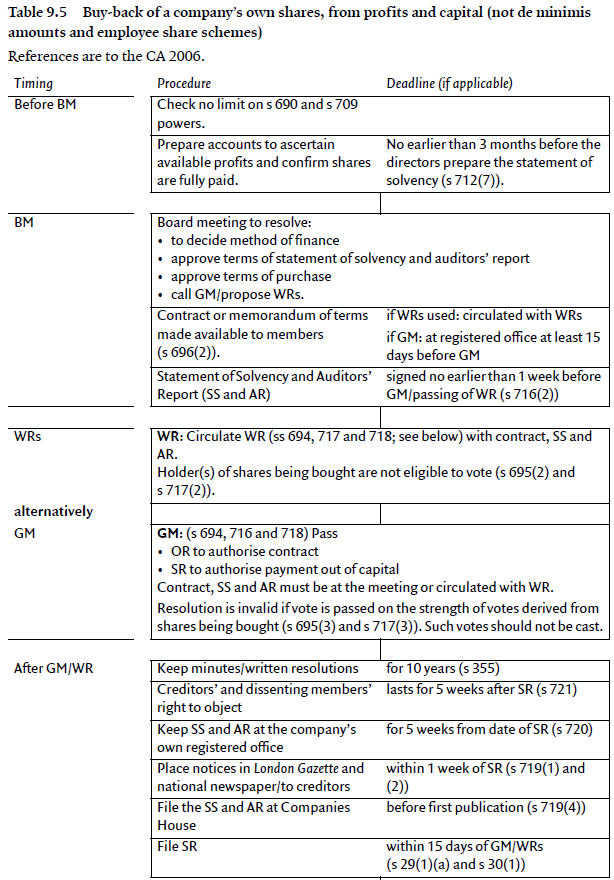 Table 9.5 Buy-back of a company’s own shares, from profits and capital (not de minimis
amounts and employee share schemes)
References are to the CA 2006.
Timing Procedure Deadline (if applicable)
Before BM Check no limit on s 690 and s 709
powers.
Prepare accounts to ascertain No earlier than 3 months before the
available profits and confirm shares directors prepare the statement of
are fully paid. solvency (s 712(7)).
BM Board meeting to resolve:
• to decide method of finance
• approve terms of statement of solvency and auditors’ report
• approve terms of purchase
• call GM/propose WRs.
Contract or memorandum of terms if WRs used: circulated with WRs
made available to members if GM: at registered office at least 15
(s 696(2)). days before GM
Statement of Solvency and Auditors’ signed no earlier than 1 week before
Report (SS and AR) GM/passing of WR (s 716(2))
WRs WR: Circulate WR (ss 694, 717 and 718; see below) with contract, SS and
AR.
Holder(s) of shares being bought are not eligible to vote (s 695(2) and
s 717(2)).
alternatively
GM GM: (s 694, 716 and 718) Pass
• OR to authorise contract
• SR to authorise payment out of capital
Contract, SS and AR must be at the meeting or circulated with WR.
Resolution is invalid if vote is passed on the strength of votes derived from
shares being bought (s 695(3) and s 717(3)). Such votes should not be cast.
After GM/WR Keep minutes/written resolutions for 10 years (s 355)
Creditors’ and dissenting members’ lasts for 5 weeks after SR (s 721)
right to object
Keep SS and AR at the company’s for 5 weeks from date of SR (s 720)
own registered office
Place notices in London Gazette and within 1 week of SR (s 719(1) and
national newspaper/to creditors (2))
File the SS and AR at Companies before first publication (s 719(4))
House
File SR within 15 days of GM/WRs
(s 29(1)(a) and s 30(1))